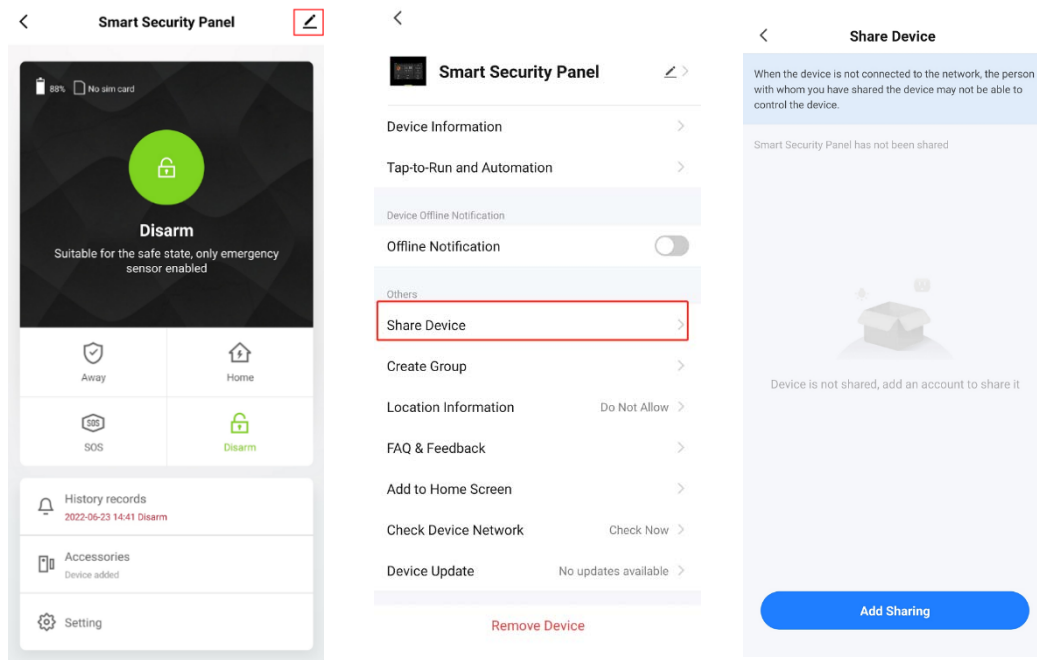 Smart Security Panel
88% No sim card
Disarm
Suitable for the safe state, only emergency
sensor enabled
Away
Home
SOS
SOS
Disarm
History records
2022-06-23 14:41 Disarm
Accessories
Device added
Setting
Smart Security Panel
Device Information
Tap-to-Run and Automation
Device Offline Notification
Offline Notification
Others
Share Device
Create Group
Location Information Do Not Allow
FAQ & Feedback
Add to Home Screen
Check Device Network Check Now
Device Update No updates available
Remove Device
Share Device
When the device is not connected to the network, the person
with whom you have shared the device may not be able to
control the device.
Smart Security Panel has not been shared
Device is not shared, add an account to share it
Add Sharing